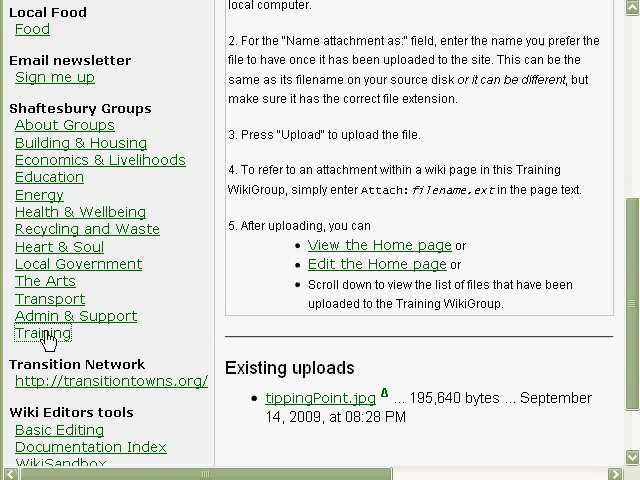 Local Food
Food
Email newsletter
Sign me up
Shaftesbury Groups
About Groups
Building & Housing
Economics & Livelihoods
Education
Energy
Health & Wellbeing
Recycling and Waste
Heart & Soul
Local Government
The Arts
Transport
Admin & Support
Training
Transition Network
http://transitiontowns.org/
Wiki Editors tools
Basic Editing
Documentation Index
WikiSandbox
local computer.
2. For the "Name attachment as:" field, enter the name you prefer the
file to have once it has been uploaded to the site. This can be the
same as its filename on your source disk or it can be different, but
make sure it has the correct file extension.
3. Press "Upload" to upload the file.
4. To refer to an attachment within a wiki page in this Training
WikiGroup, simply enter Attach:filename.ext in the page text.
5. After uploading, you can
• View the Home page or
• Edit the Home page or
• Scroll down to view the list of files that have been
uploaded to the Training WikiGroup.
Existing uploads
• tippingPoint.jpg Δ ... 195,640 bytes ... September
14, 2009, at 08:28 PM